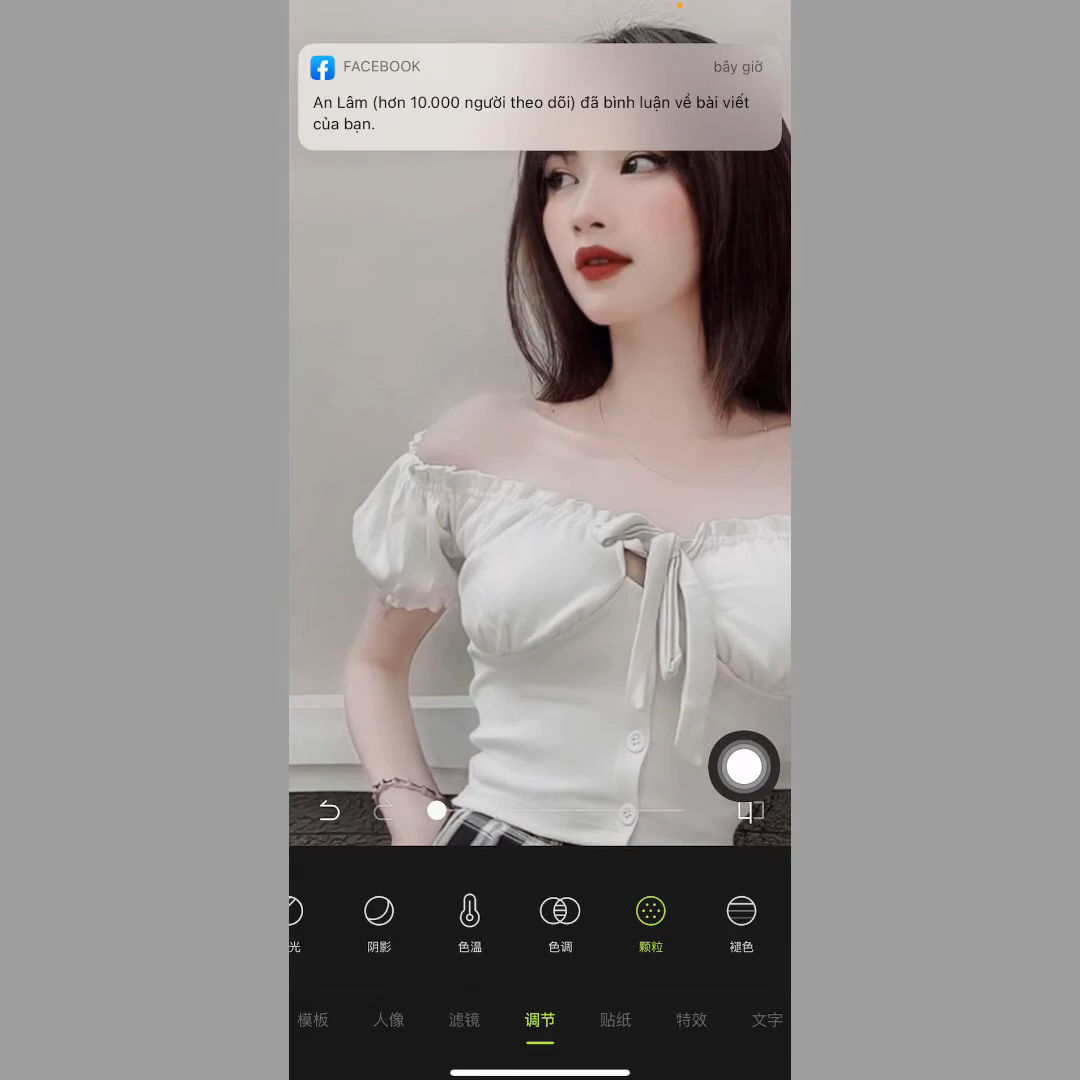 FACEBOOK
bây giờ
An Lâm (hơn 10.000 người theo dõi) đã bình luận về bài viết
của bạn.
光
阴影
色温
色调
颗粒
褪色
模板
人像
滤镜
调节
贴纸
特效
文字